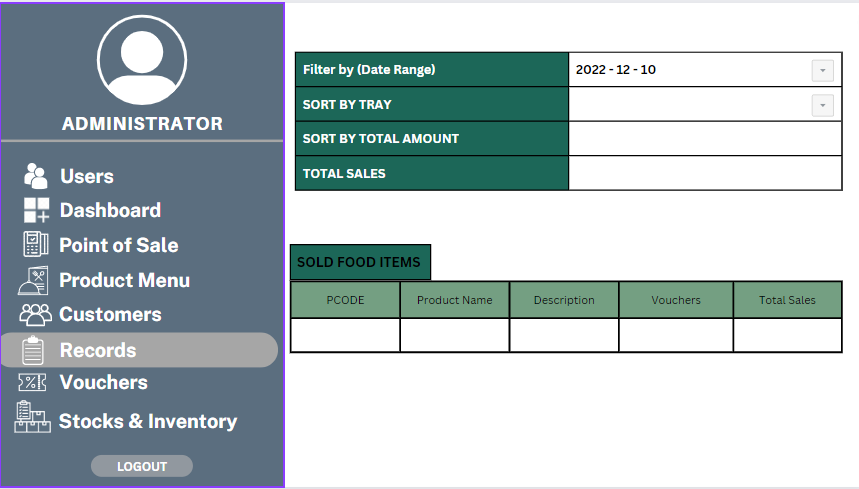 ADMINISTRATOR
Users
Dashboard
Point of Sale
Product Menu
Customers
Records
Vouchers
Stocks & Inventory
LOGOUT
Filter by (Date Range) 2022 - 12 - 10
SORT BY TRAY
SORT BY TOTAL AMOUNT
TOTAL SALES
SOLD FOOD ITEMS
PCODE Product Name Description Vouchers Total Sales